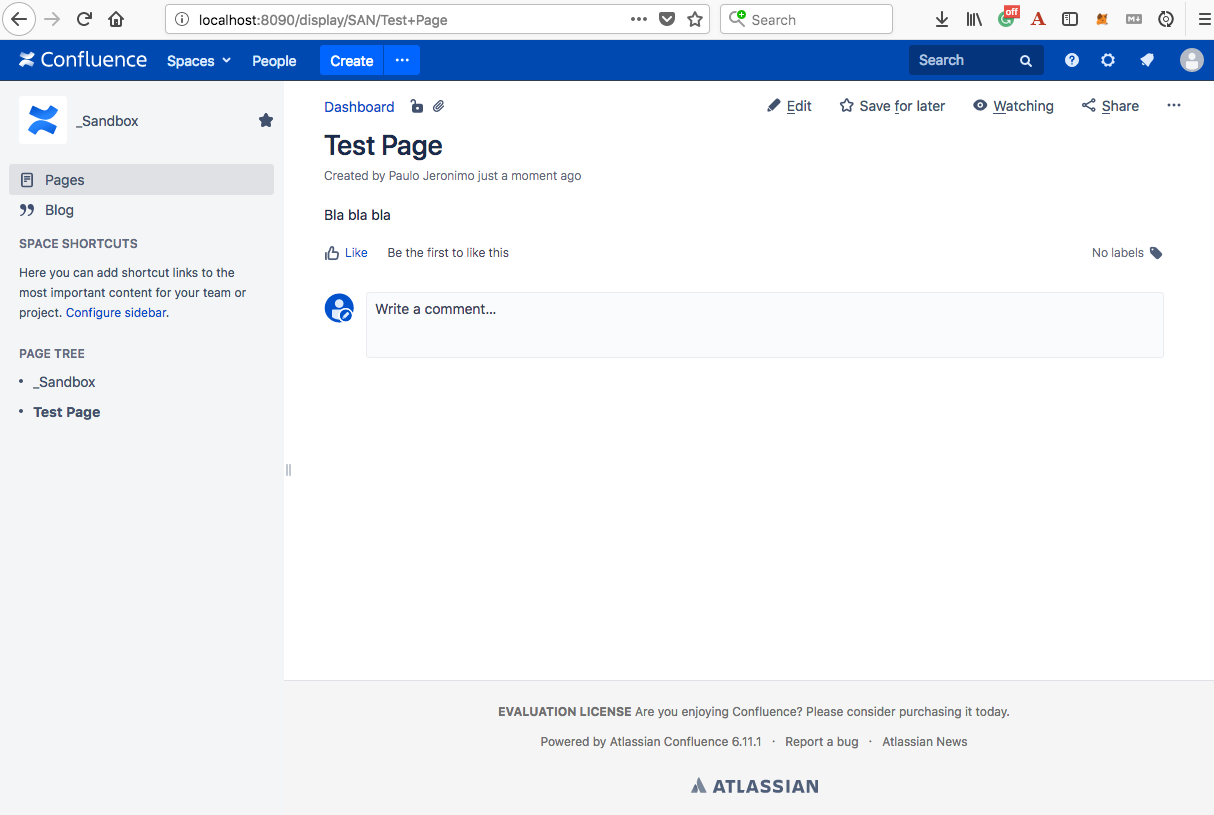 localhost:8090/display/SAN/Test+Page
Search
off
A
M
Confluence
Spaces
People
Create
Search
_Sandbox
Pages
Blog
SPACE SHORTCUTS
Here you can add shortcut links to the
most important content for your team or
project. Configure sidebar.
PAGE TREE
_Sandbox
Test Page
Dashboard
Edit
Save for later
Watching
Share
Test Page
Created by Paulo Jeronimo just a moment ago
Bla bla bla
Like
Be the first to like this
No labels
Write a comment...
EVALUATION LICENSE Are you enjoying Confluence? Please consider purchasing it today.
Powered by Atlassian Confluence 6.11.1 · Report a bug · Atlassian News
ATLASSIAN